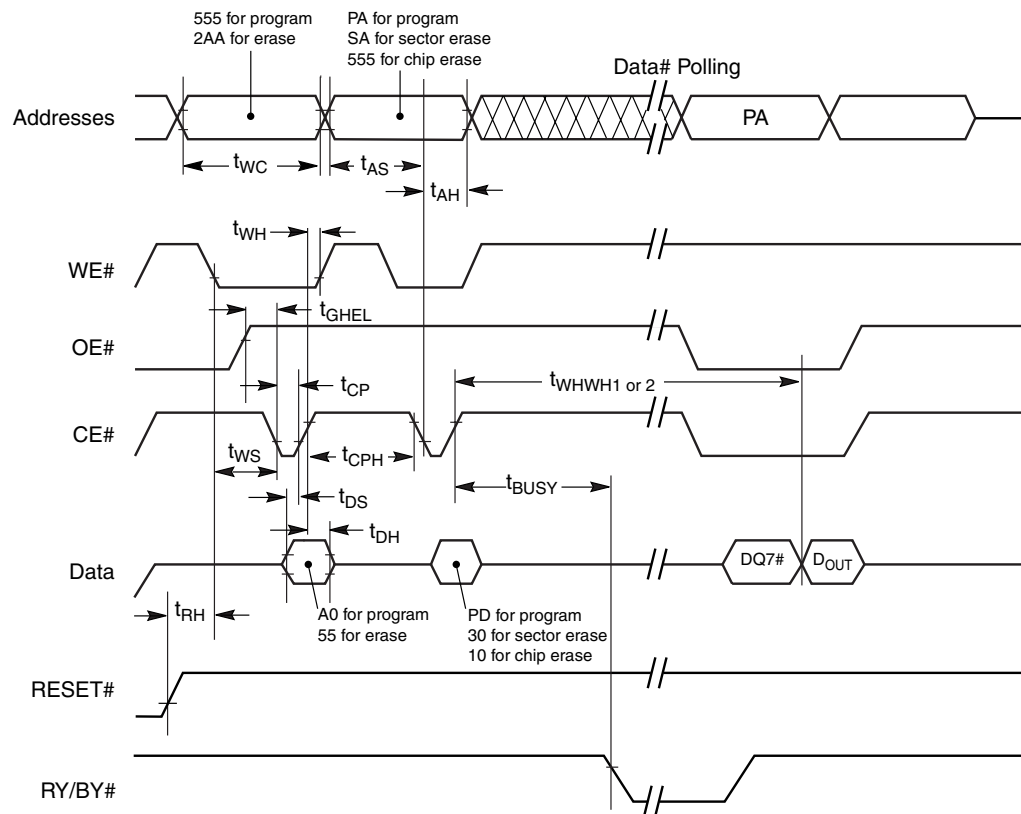 555 for program
2AA for erase
PA for program
SA for sector erase
555 for chip erase
Data# Polling
Addresses
PA
tWC
tAS
tAH
tWH
WE#
tGHEL
OE#
tCP
tWHWH1 or 2
CE#
tWS
tCPH
tBUSY
tDS
tDH
Data
DQ7#
DOUT
tRH
A0 for program
55 for erase
PD for program
30 for sector erase
10 for chip erase
RESET#
RY/BY#